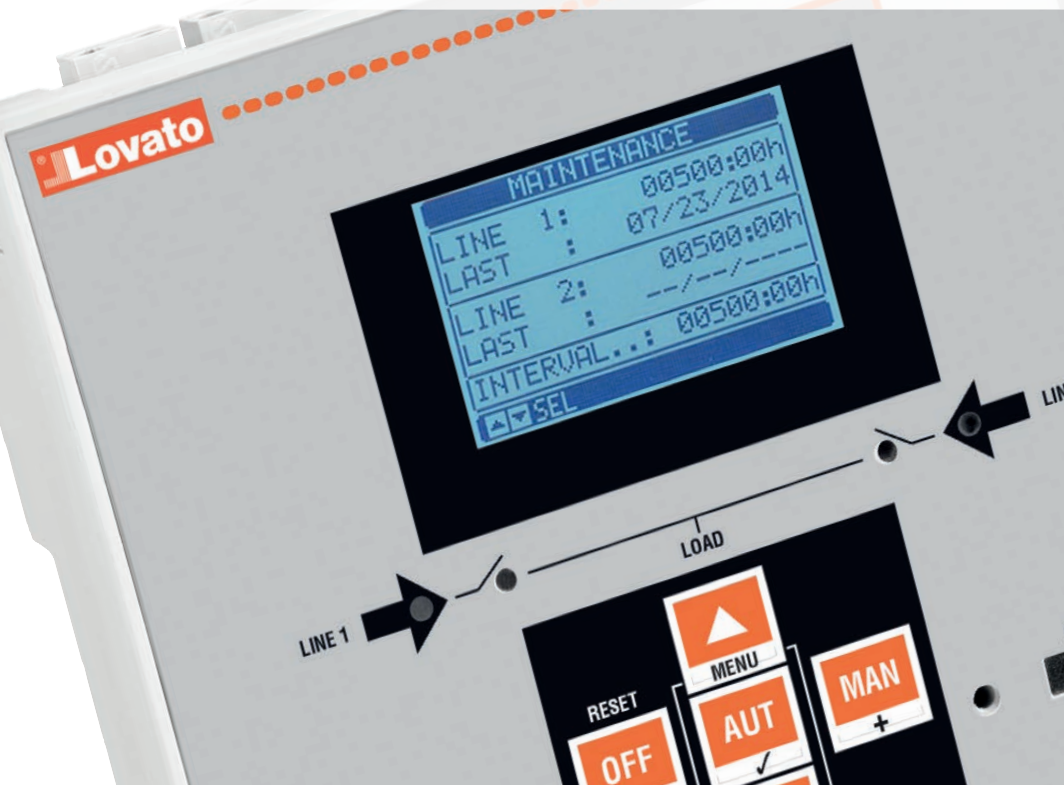 Lovato
MAINTENANCE
LINE 1: 00500:00h
LAST : 07/23/2014
LINE 2: 00500:00h
LAST : --/--/----
INTERVAL..: 00500:00h
▲▼SEL
LOAD
LINE 1
MENU
RESET
OFF
AUT
✓
MAN
+